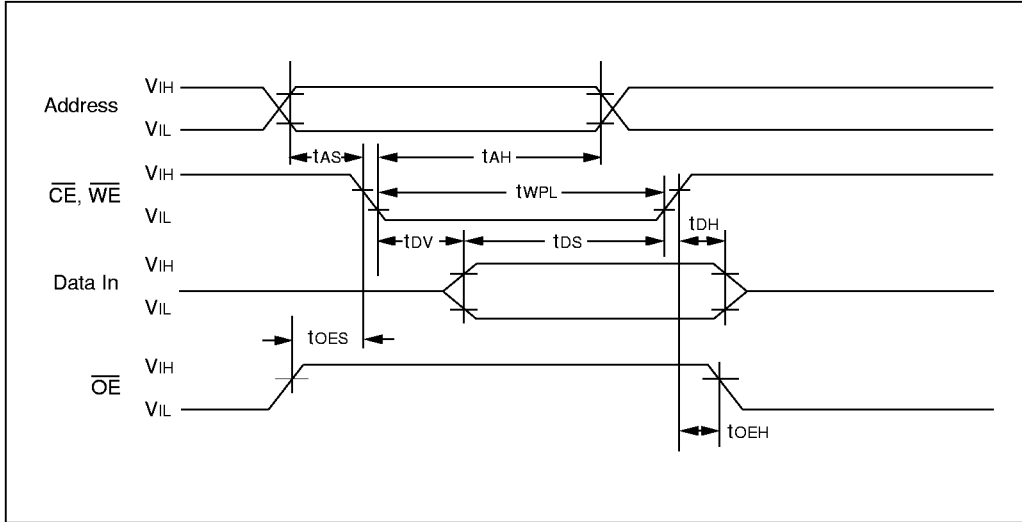 VIH
Address
VIL
tAS
tAH
VIH
CE, WE
tWPL
VIL
tDH
tDV
tDS
VIH
Data In
VIL
tOES
VIH
OE
VIL
tOEH